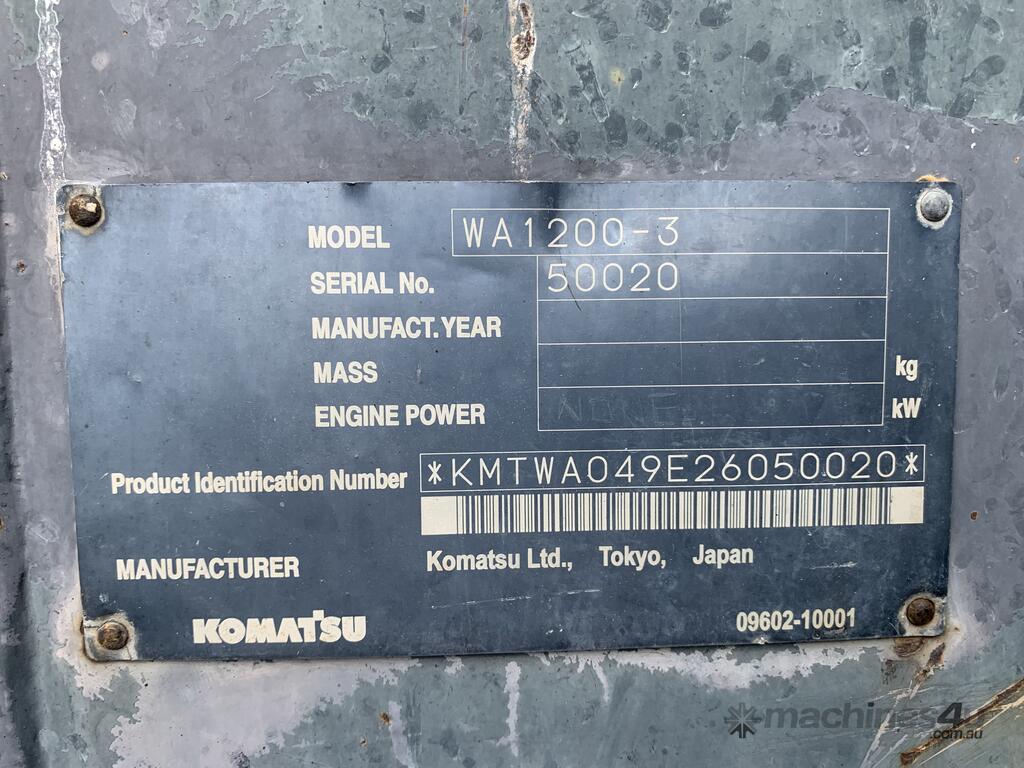 MODEL WA1200-3
SERIAL No. 50020
MANUFACT. YEAR
MASS kg
ENGINE POWER kW
Product Identification Number *KMTWA049E26050020*
MANUFACTURER Komatsu Ltd., Tokyo, Japan
KOMATSU 09602-10001
machines4u
.com.au